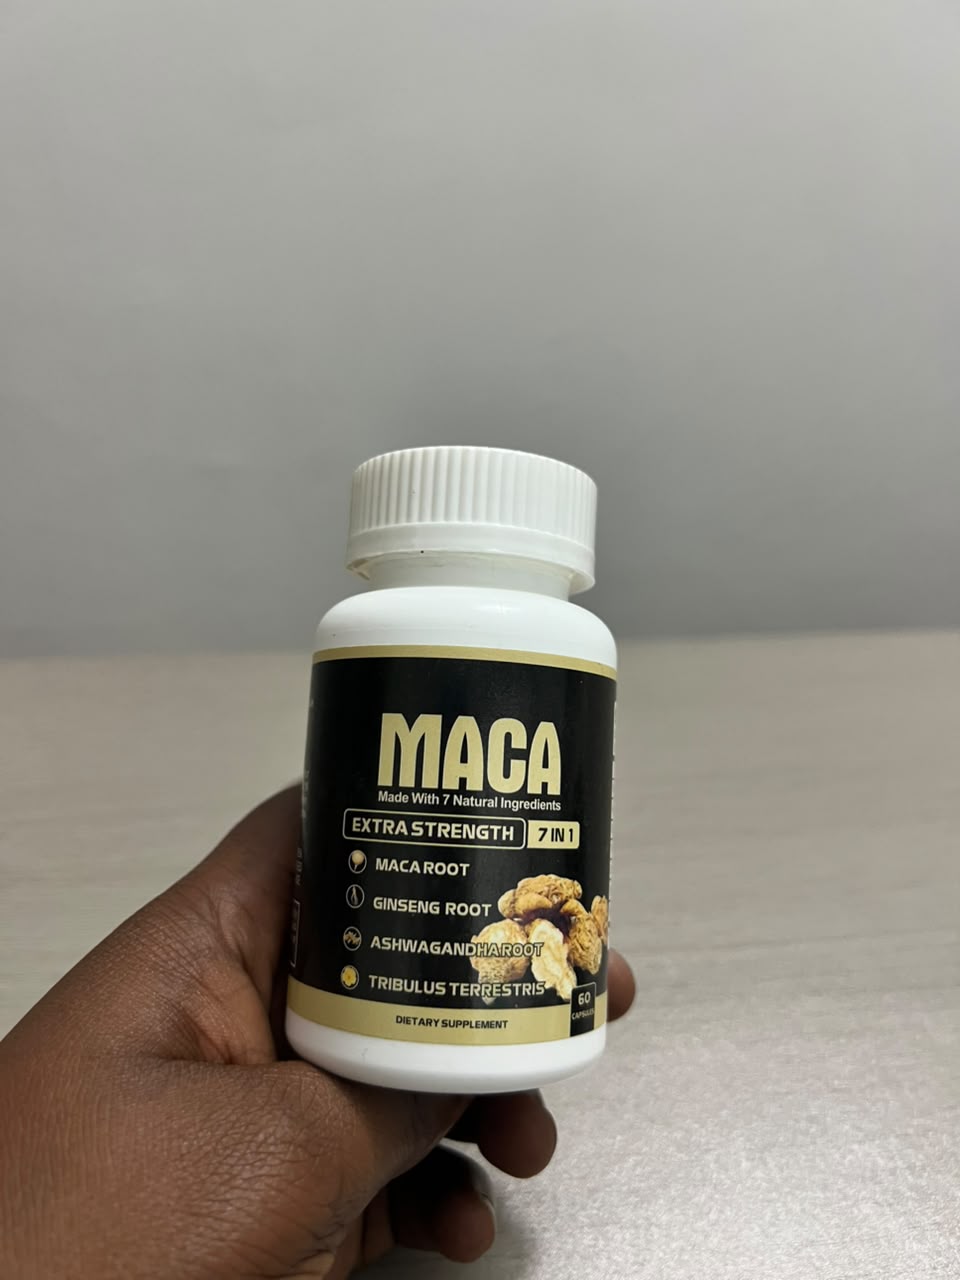 MACA
Made With 7 Natural Ingredients
EXTRA STRENGTH 7 IN 1
MACA ROOT
GINSENG ROOT
ASHWAGANDHA ROOT
TRIBULUS TERRESTRIS
60
CAPSULES
DIETARY SUPPLEMENT